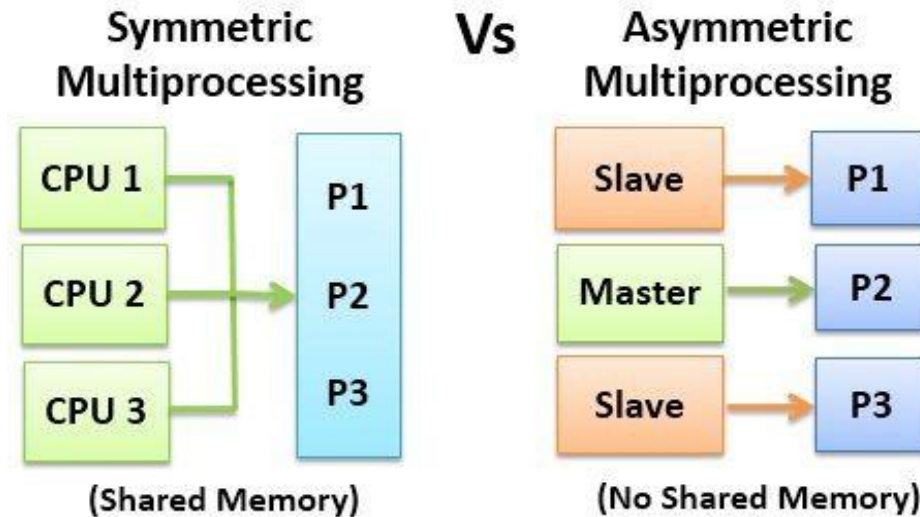 Symmetric
Multiprocessing
Vs
Asymmetric
Multiprocessing
CPU 1
CPU 2
CPU 3
P1
P2
P3
(Shared Memory)
Slave
P1
Master
P2
Slave
P3
(No Shared Memory)